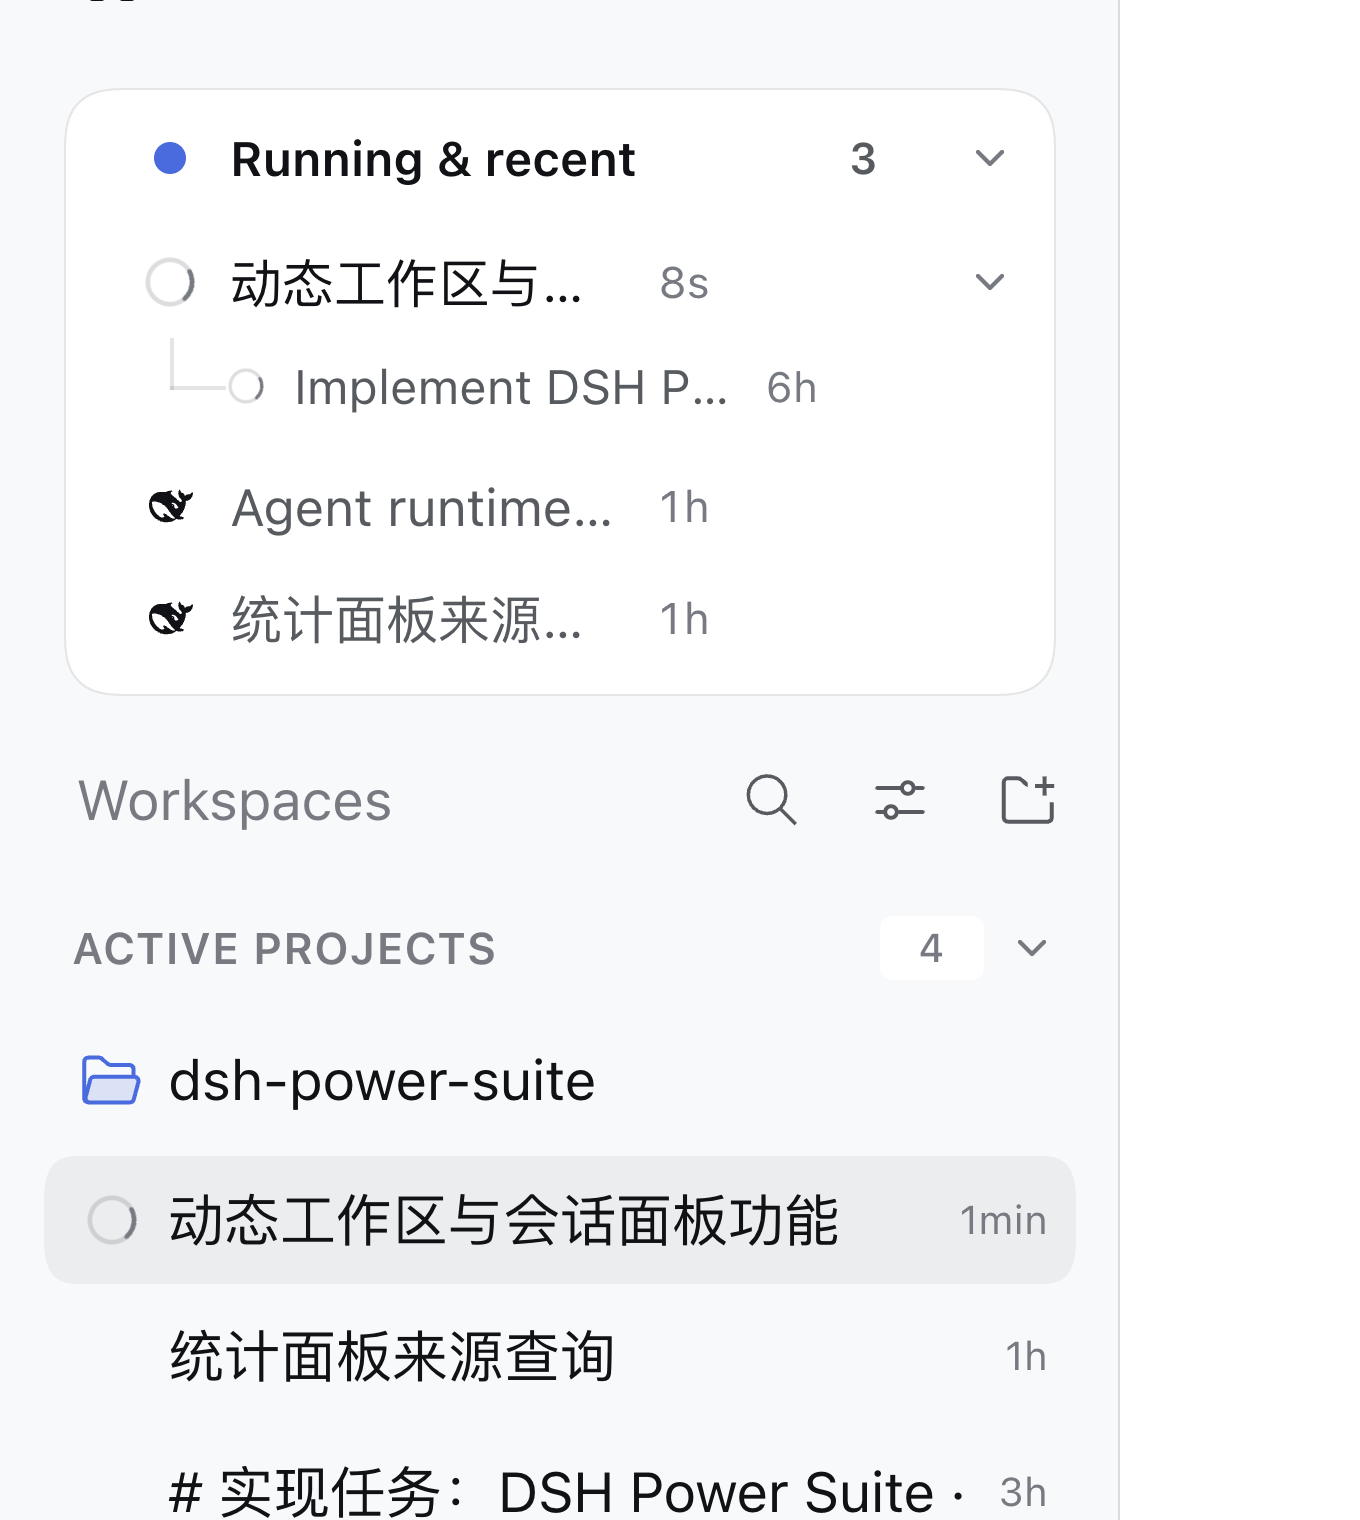 Running & recent 3
动态工作区与... 8s
Implement DSH P... 6h
Agent runtime... 1h
统计面板来源... 1h
Workspaces
ACTIVE PROJECTS 4
dsh-power-suite
动态工作区与会话面板功能 1min
统计面板来源查询 1h
# 实现任务：DSH Power Suite · 3h